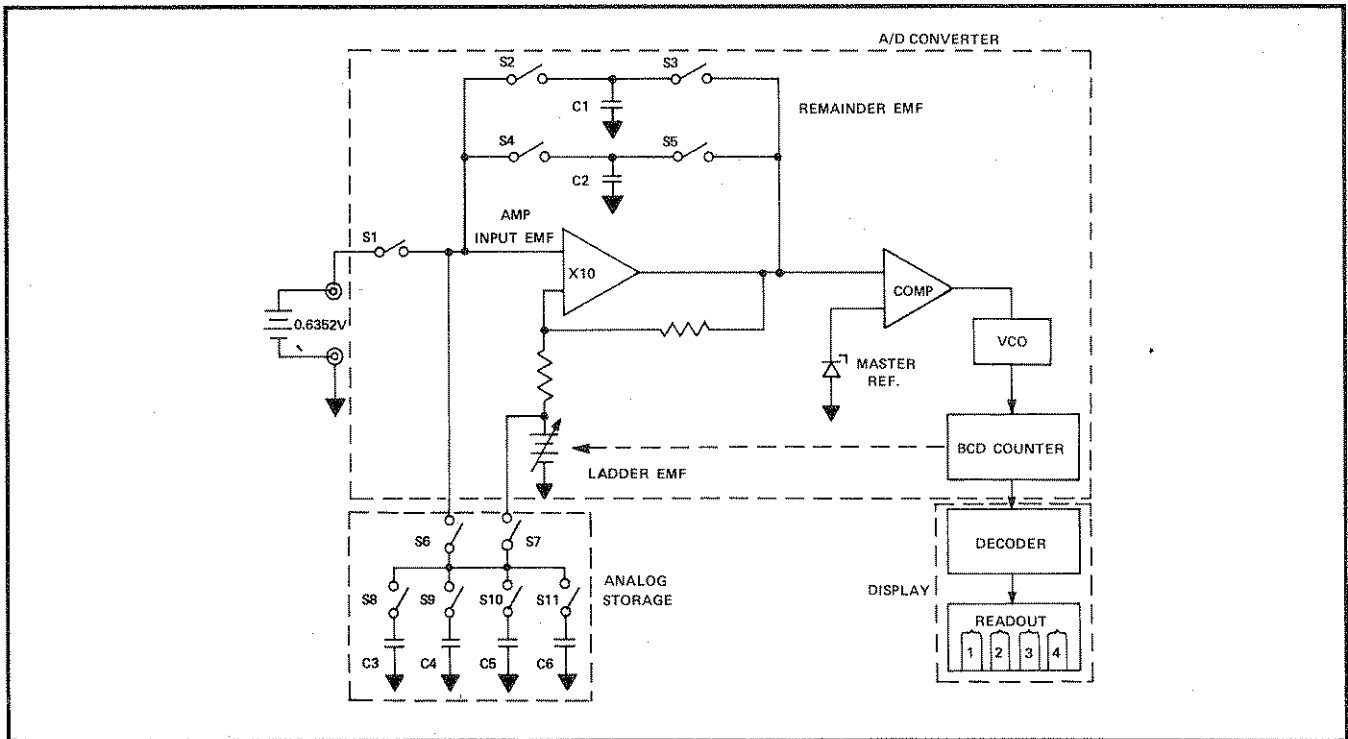 A/D CONVERTER
S2
S3
C1
REMAINDER EMF
S4
S5
C2
AMP
INPUT EMF
S1
X10
COMP
0.6352V
VCO
MASTER
REF.
BCD COUNTER
LADDER EMF
S6
S7
DECODER
ANALOG
STORAGE
DISPLAY
S8
S9
S10
S11
READOUT
1 2 3 4
C3
C4
C5
C6